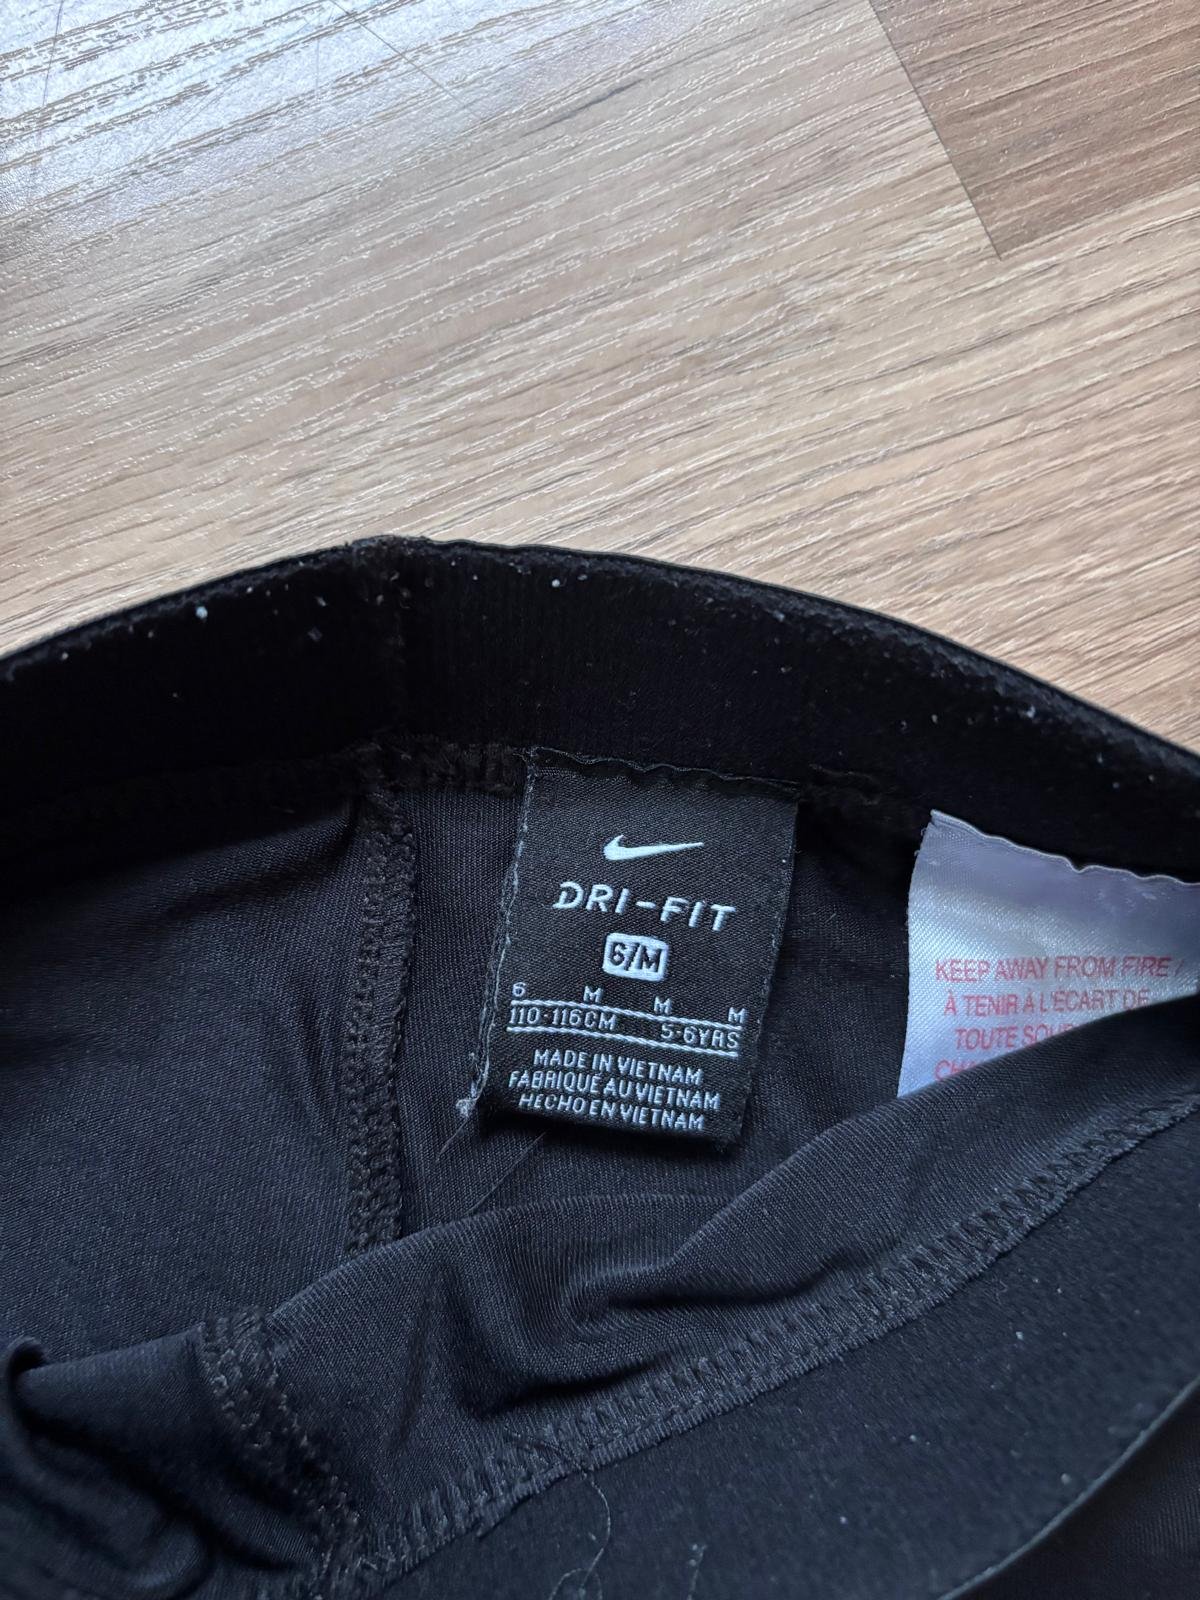 DRI-FIT
6/M
6 M M M
110-116CM 5-6YRS
MADE IN VIETNAM
FABRIQUÉ AU VIETNAM
HECHO EN VIETNAM
KEEP AWAY FROM FIRE /
À TENIR À L'ÉCART DE
TOUTE